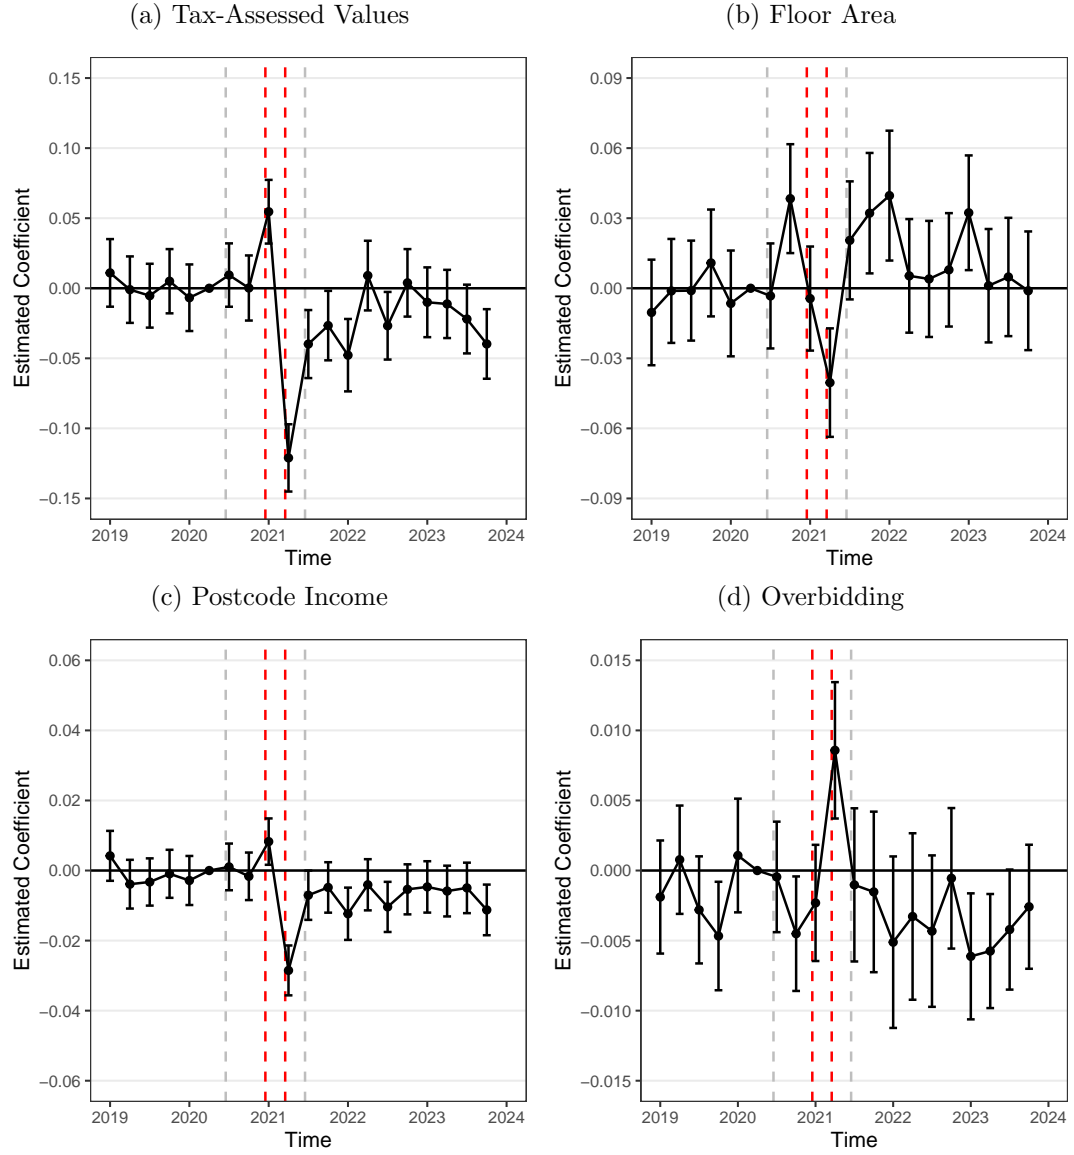 (a) Tax-Assessed Values
Estimated Coefficient
0.15
0.10
0.05
0.00
−0.05
−0.10
−0.15
2019 2020 2021 2022 2023 2024
Time
(b) Floor Area
Estimated Coefficient
0.09
0.06
0.03
0.00
−0.03
−0.06
−0.09
2019 2020 2021 2022 2023 2024
Time
(c) Postcode Income
Estimated Coefficient
0.06
0.04
0.02
0.00
−0.02
−0.04
−0.06
2019 2020 2021 2022 2023 2024
Time
(d) Overbidding
Estimated Coefficient
0.015
0.010
0.005
0.000
−0.005
−0.010
−0.015
2019 2020 2021 2022 2023 2024
Time